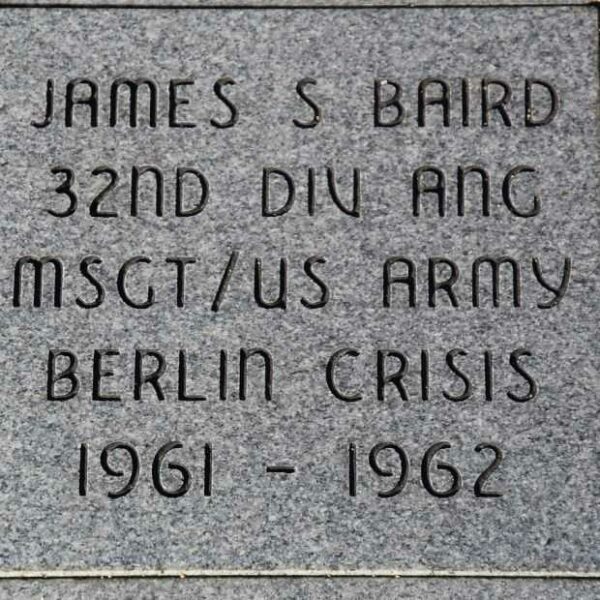 JAMES S BAIRD
32ND DIV ANG
MSGT/US ARMY
BERLIN CRISIS
1961 - 1962